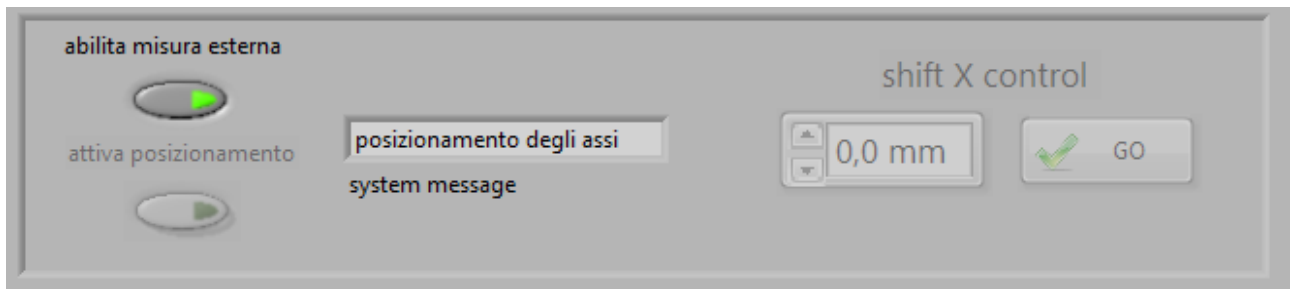 abilita misura esterna
attiva posizionamento
posizionamento degli assi
system message
shift X control
0,0 mm
GO